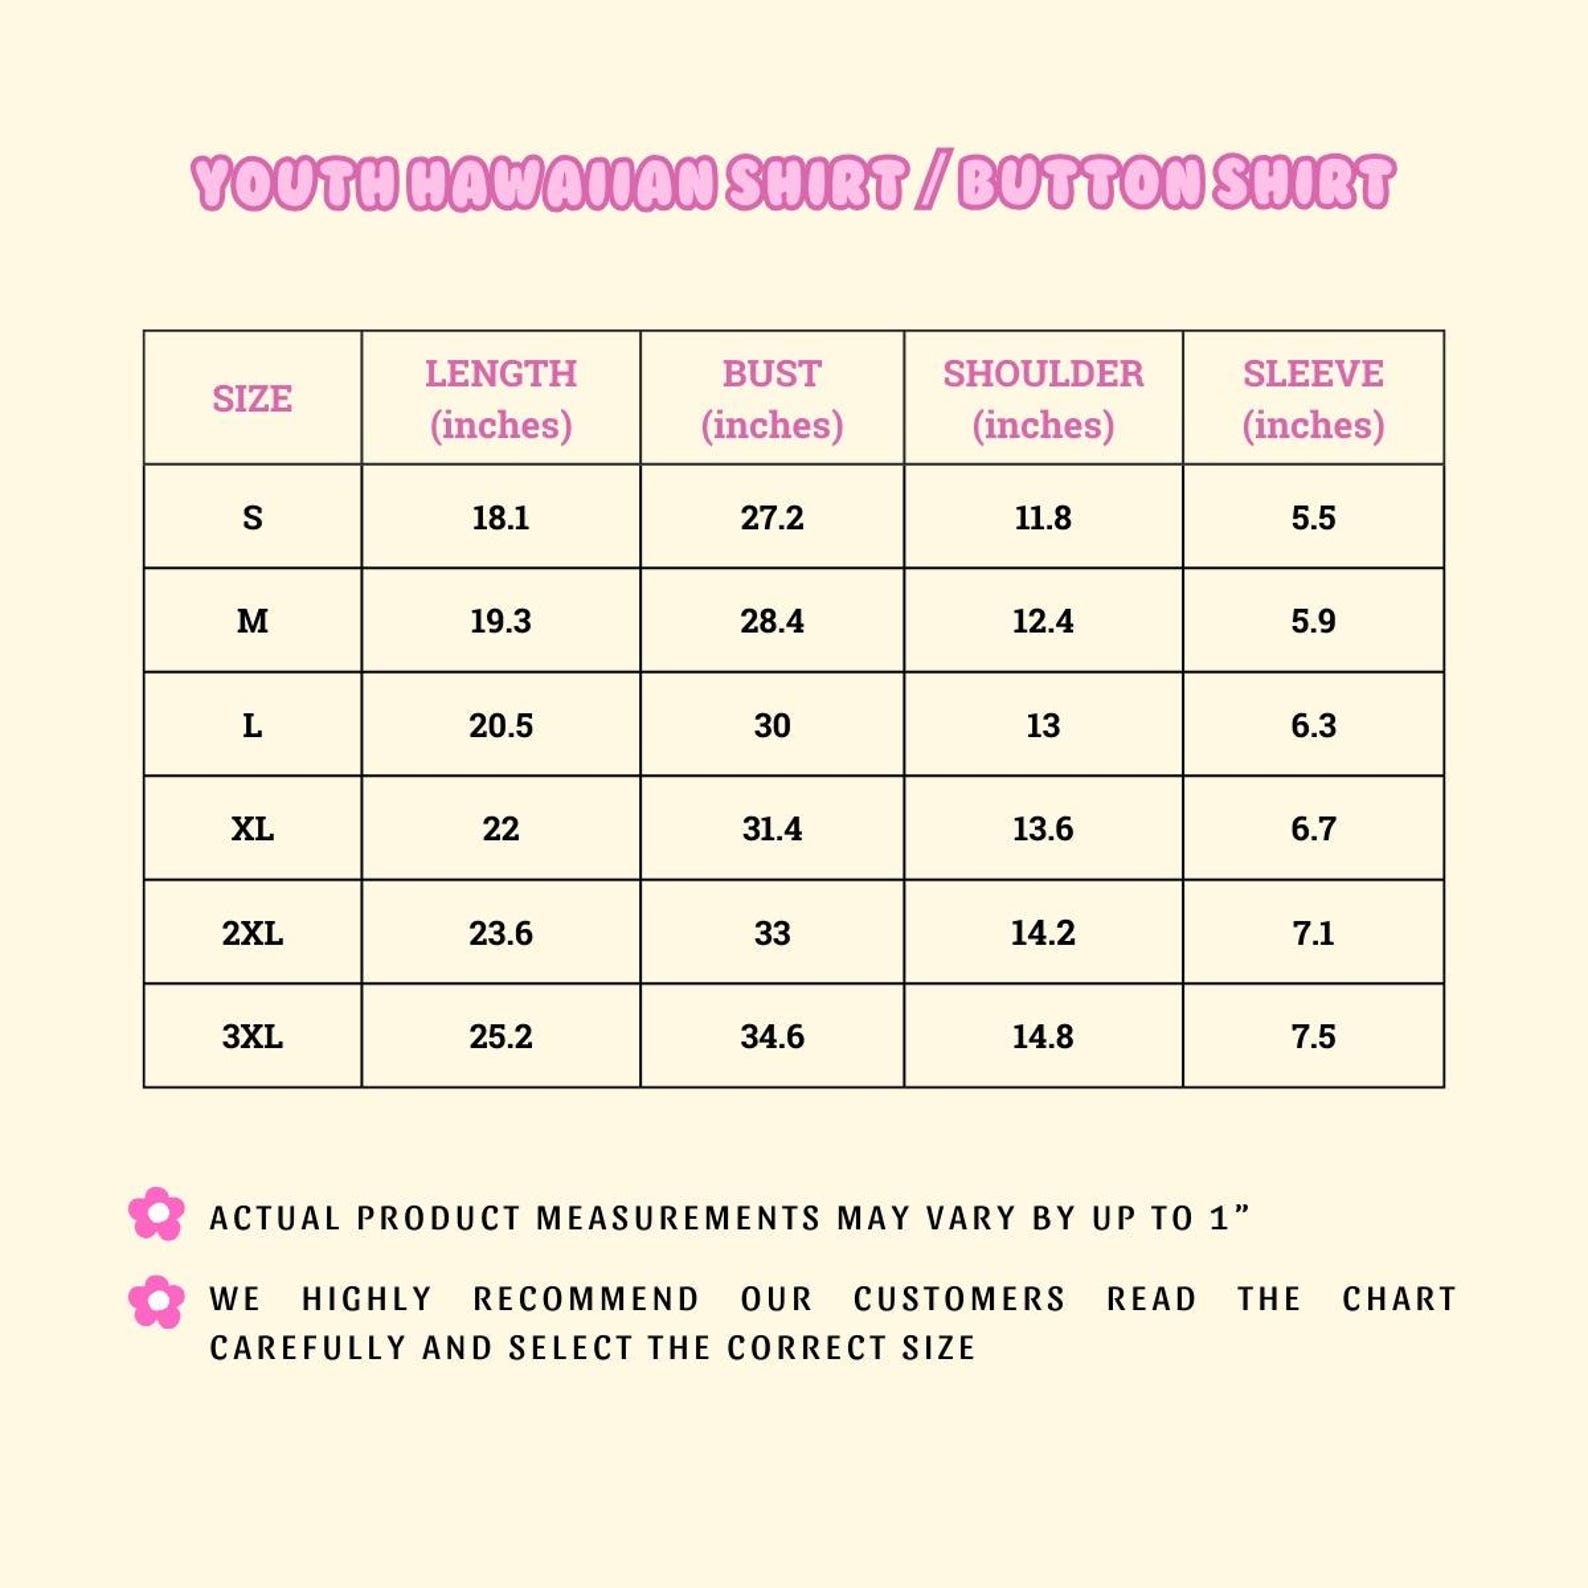 YOUTH HAWAIIAN SHIRT / BUTTON SHIRT
SIZE LENGTH (inches) BUST (inches) SHOULDER (inches) SLEEVE (inches)
S 18.1 27.2 11.8 5.5
M 19.3 28.4 12.4 5.9
L 20.5 30 13 6.3
XL 22 31.4 13.6 6.7
2XL 23.6 33 14.2 7.1
3XL 25.2 34.6 14.8 7.5
ACTUAL PRODUCT MEASUREMENTS MAY VARY BY UP TO 1”
WE HIGHLY RECOMMEND OUR CUSTOMERS READ THE CHART
CAREFULLY AND SELECT THE CORRECT SIZE